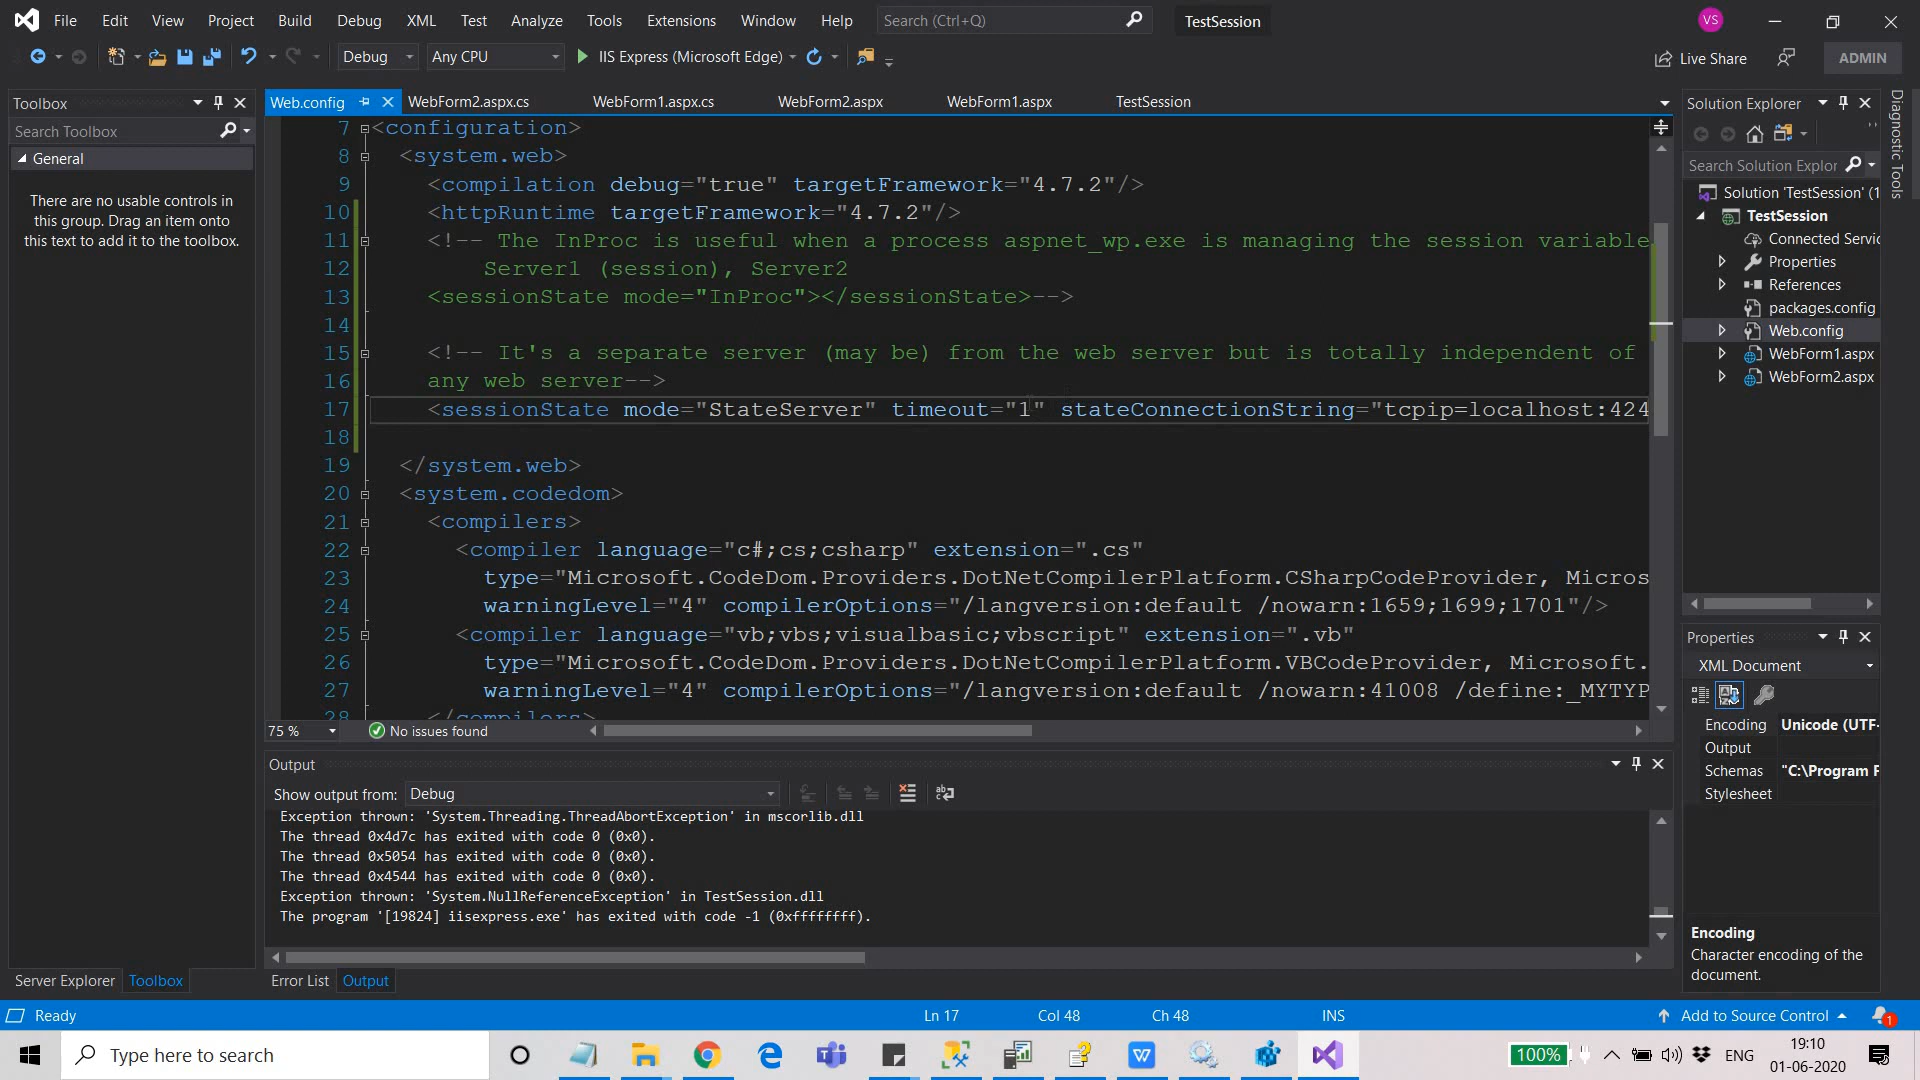 File Edit View Project Build Debug XML Test Analyze Tools Extensions Window Help Search (Ctrl+Q) TestSession VS
Debug Any CPU IIS Express (Microsoft Edge) Live Share ADMIN
Toolbox
Search Toolbox
General
There are no usable controls in
this group. Drag an item onto
this text to add it to the toolbox.
Server Explorer Toolbox
Web.config WebForm2.aspx.cs WebForm1.aspx.cs WebForm2.aspx WebForm1.aspx TestSession
7 <configuration>
8 <system.web>
9 <compilation debug="true" targetFramework="4.7.2"/>
10 <httpRuntime targetFramework="4.7.2"/>
11 <!-- The InProc is useful when a process aspnet_wp.exe is managing the session variable
12 Server1 (session), Server2
13 <sessionState mode="InProc"></sessionState>-->
14
15 <!-- It's a separate server (may be) from the web server but is totally independent of
16 any web server-->
17 <sessionState mode="StateServer" timeout="1" stateConnectionString="tcpip=localhost:424
18
19 </system.web>
20 <system.codedom>
21 <compilers>
22 <compiler language="c#;cs;csharp" extension=".cs"
23 type="Microsoft.CodeDom.Providers.DotNetCompilerPlatform.CSharpCodeProvider, Micros
24 warningLevel="4" compilerOptions="/langversion:default /nowarn:1659;1699;1701"/>
25 <compiler language="vb;vbs;visualbasic;vbscript" extension=".vb"
26 type="Microsoft.CodeDom.Providers.DotNetCompilerPlatform.VBCodeProvider, Microsoft.
27 warningLevel="4" compilerOptions="/langversion:default /nowarn:41008 /define:_MYTYP
28 </compilers>
75 % No issues found
Output
Show output from: Debug
Exception thrown: 'System.Threading.ThreadAbortException' in mscorlib.dll
The thread 0x4d7c has exited with code 0 (0x0).
The thread 0x5054 has exited with code 0 (0x0).
The thread 0x4544 has exited with code 0 (0x0).
Exception thrown: 'System.NullReferenceException' in TestSession.dll
The program '[19824] iisexpress.exe' has exited with code -1 (0xffffffff).
Error List Output
Solution Explorer
Search Solution Explor
Solution 'TestSession' (1
TestSession
Connected Servic
Properties
References
packages.config
Web.config
WebForm1.aspx
WebForm2.aspx
Diagnostic Tools
Properties
XML Document
Encoding Unicode (UTF-
Output
Schemas "C:\Program F
Stylesheet
Encoding
Character encoding of the
document.
Ready Ln 17 Col 48 Ch 48 INS Add to Source Control 1
Type here to search 100% ENG 19:10
01-06-2020